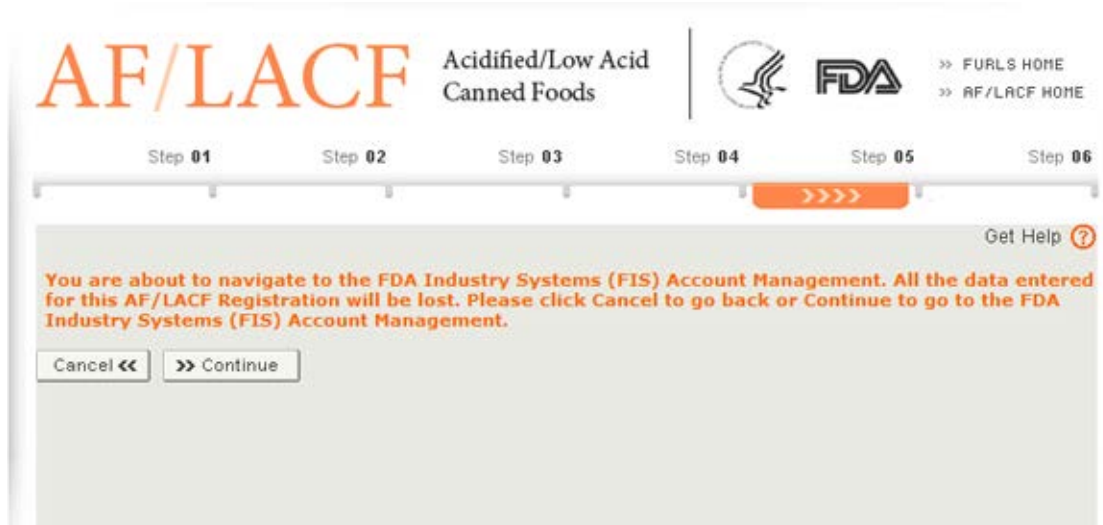 AF/LACF
Acidified/Low Acid
Canned Foods
FDA
>> FURLS HOME
>> AF/LACF HOME
Step 01 Step 02 Step 03 Step 04 Step 05 Step 06
>>>>
Get Help ?
You are about to navigate to the FDA Industry Systems (FIS) Account Management. All the data entered
for this AF/LACF Registration will be lost. Please click Cancel to go back or Continue to go to the FDA
Industry Systems (FIS) Account Management.
Cancel << >> Continue